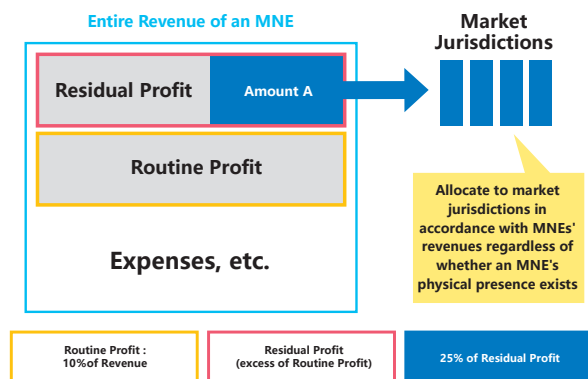 Entire Revenue of an MNE
Market
Jurisdictions
Residual Profit
Amount A
Routine Profit
Expenses, etc.
Allocate to market
jurisdictions in
accordance with MNEs'
revenues regardless of
whether an MNE's
physical presence exists
Routine Profit :
10%of Revenue
Residual Profit
(excess of Routine Profit)
25% of Residual Profit